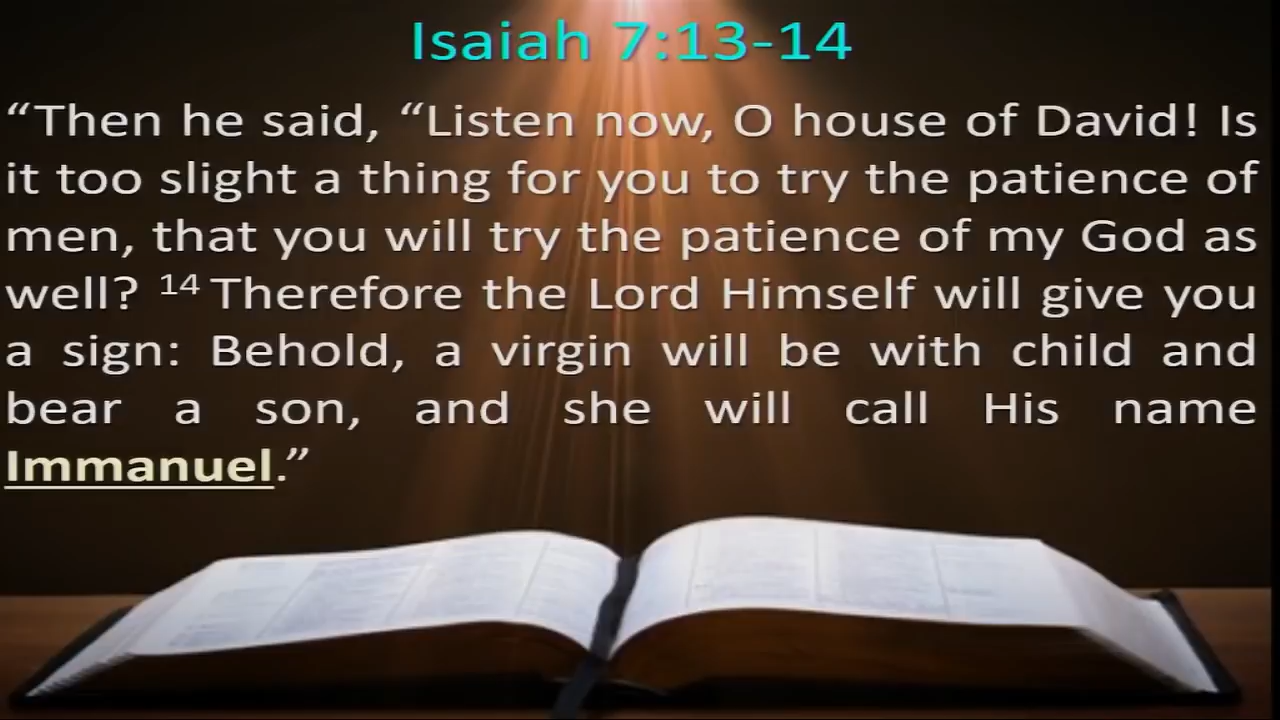 Isaiah 7:13-14
“Then he said, “Listen now, O house of David! Is
it too slight a thing for you to try the patience of
men, that you will try the patience of my God as
well? 14 Therefore the Lord Himself will give you
a sign: Behold, a virgin will be with child and
bear a son, and she will call His name
Immanuel.”